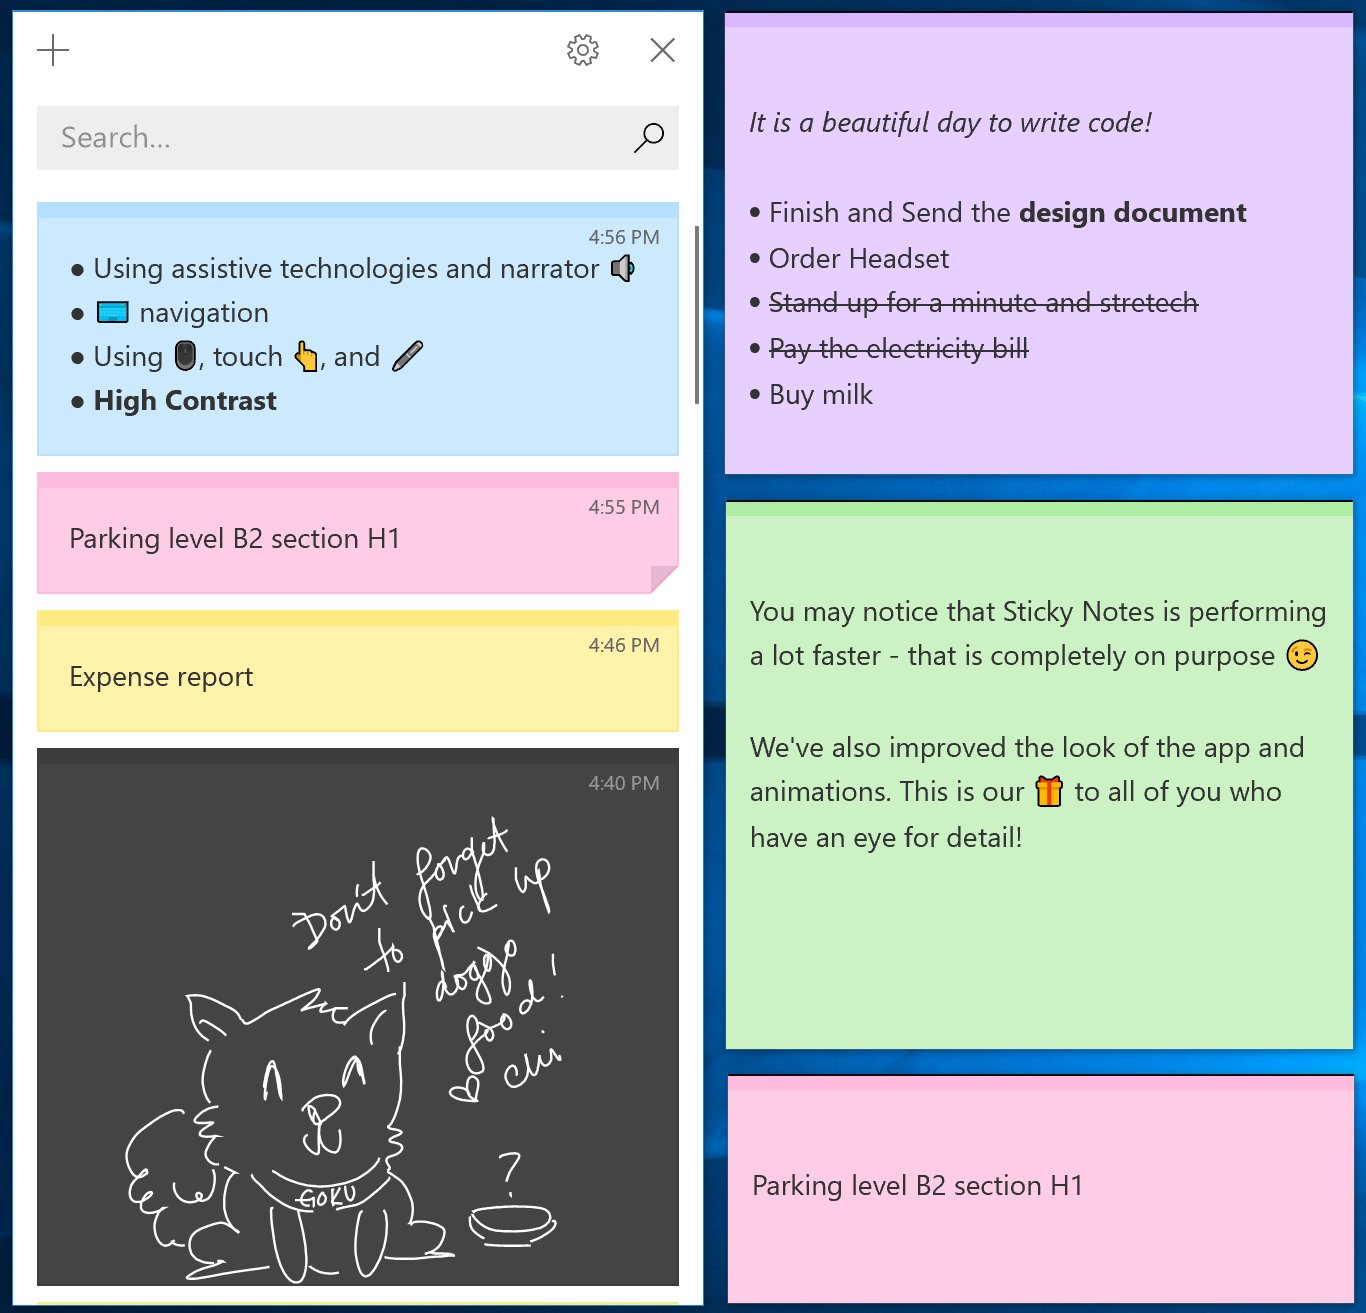 Search...
4:56 PM
• Using assistive technologies and narrator 🔈
• ⌨ navigation
• Using 🖱, touch 👆, and 🖊
• High Contrast
4:55 PM
Parking level B2 section H1
4:46 PM
Expense report
4:40 PM
Don't forget
to pick up
doggo
food!
♡ Chi
GOKU
?
It is a beautiful day to write code!
• Finish and Send the design document
• Order Headset
• Stand up for a minute and stretech
• Pay the electricity bill
• Buy milk
You may notice that Sticky Notes is performing
a lot faster - that is completely on purpose 😉
We've also improved the look of the app and
animations. This is our 🎁 to all of you who
have an eye for detail!
Parking level B2 section H1